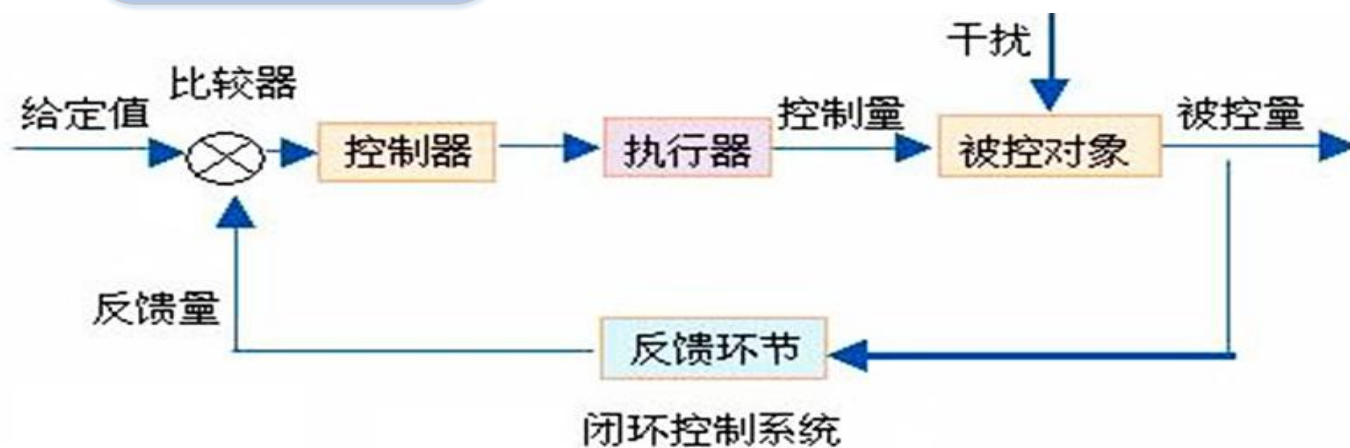 干扰
比较器
给定值
控制器
执行器
控制量
被控对象
被控量
反馈量
反馈环节
闭环控制系统